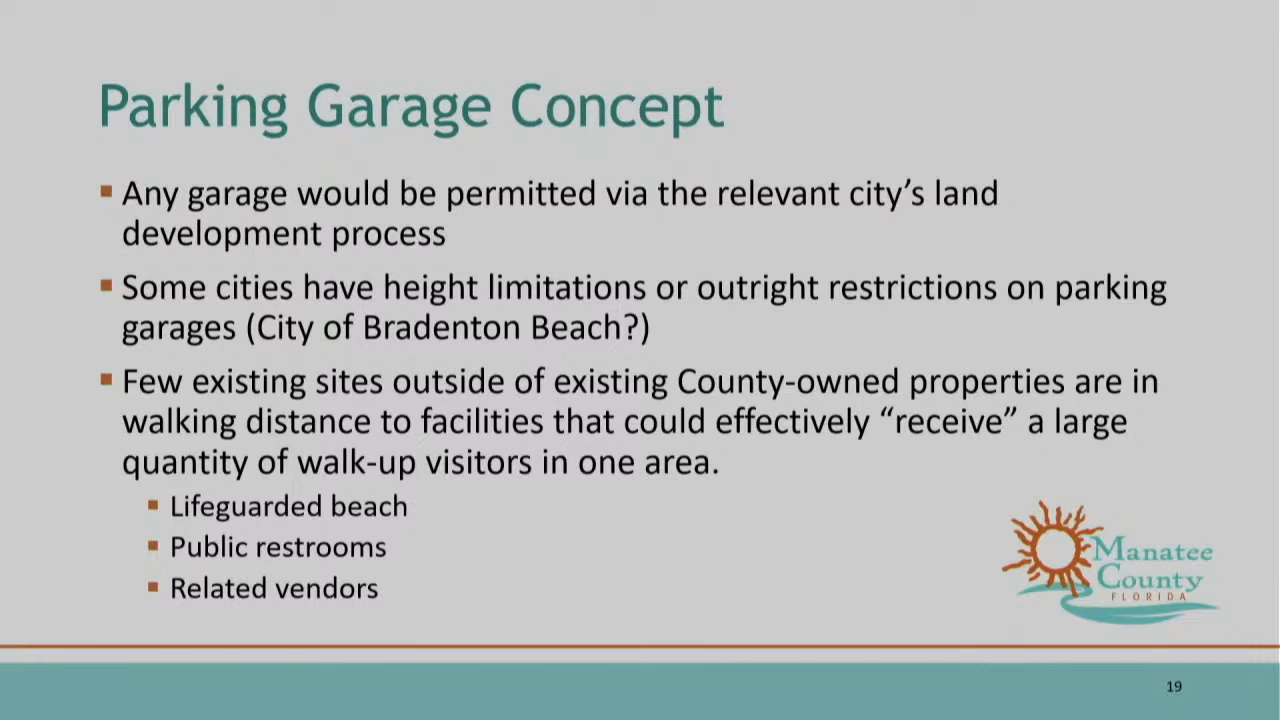 Parking Garage Concept
Any garage would be permitted via the relevant city’s land
development process
Some cities have height limitations or outright restrictions on parking
garages (City of Bradenton Beach?)
Few existing sites outside of existing County-owned properties are in
walking distance to facilities that could effectively “receive” a large
quantity of walk-up visitors in one area.
Lifeguarded beach
Public restrooms
Related vendors
Manatee
County
FLORIDA
19